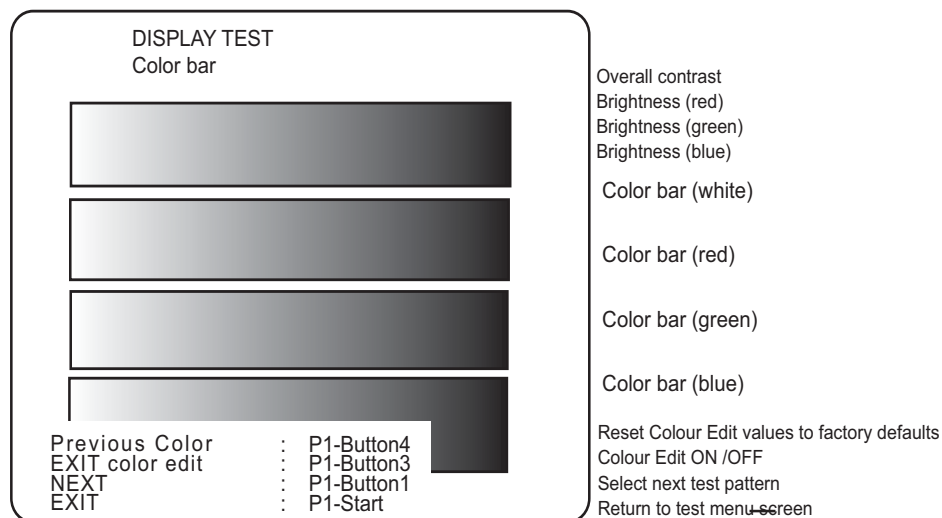 DISPLAY TEST
Color bar
Overall contrast
Brightness (red)
Brightness (green)
Brightness (blue)
Color bar (white)
Color bar (red)
Color bar (green)
Color bar (blue)
Previous Color : P1-Button4
EXIT color edit : P1-Button3
NEXT : P1-Button1
EXIT : P1-Start
Reset Colour Edit values to factory defaults
Colour Edit ON /OFF
Select next test pattern
Return to test menu screen